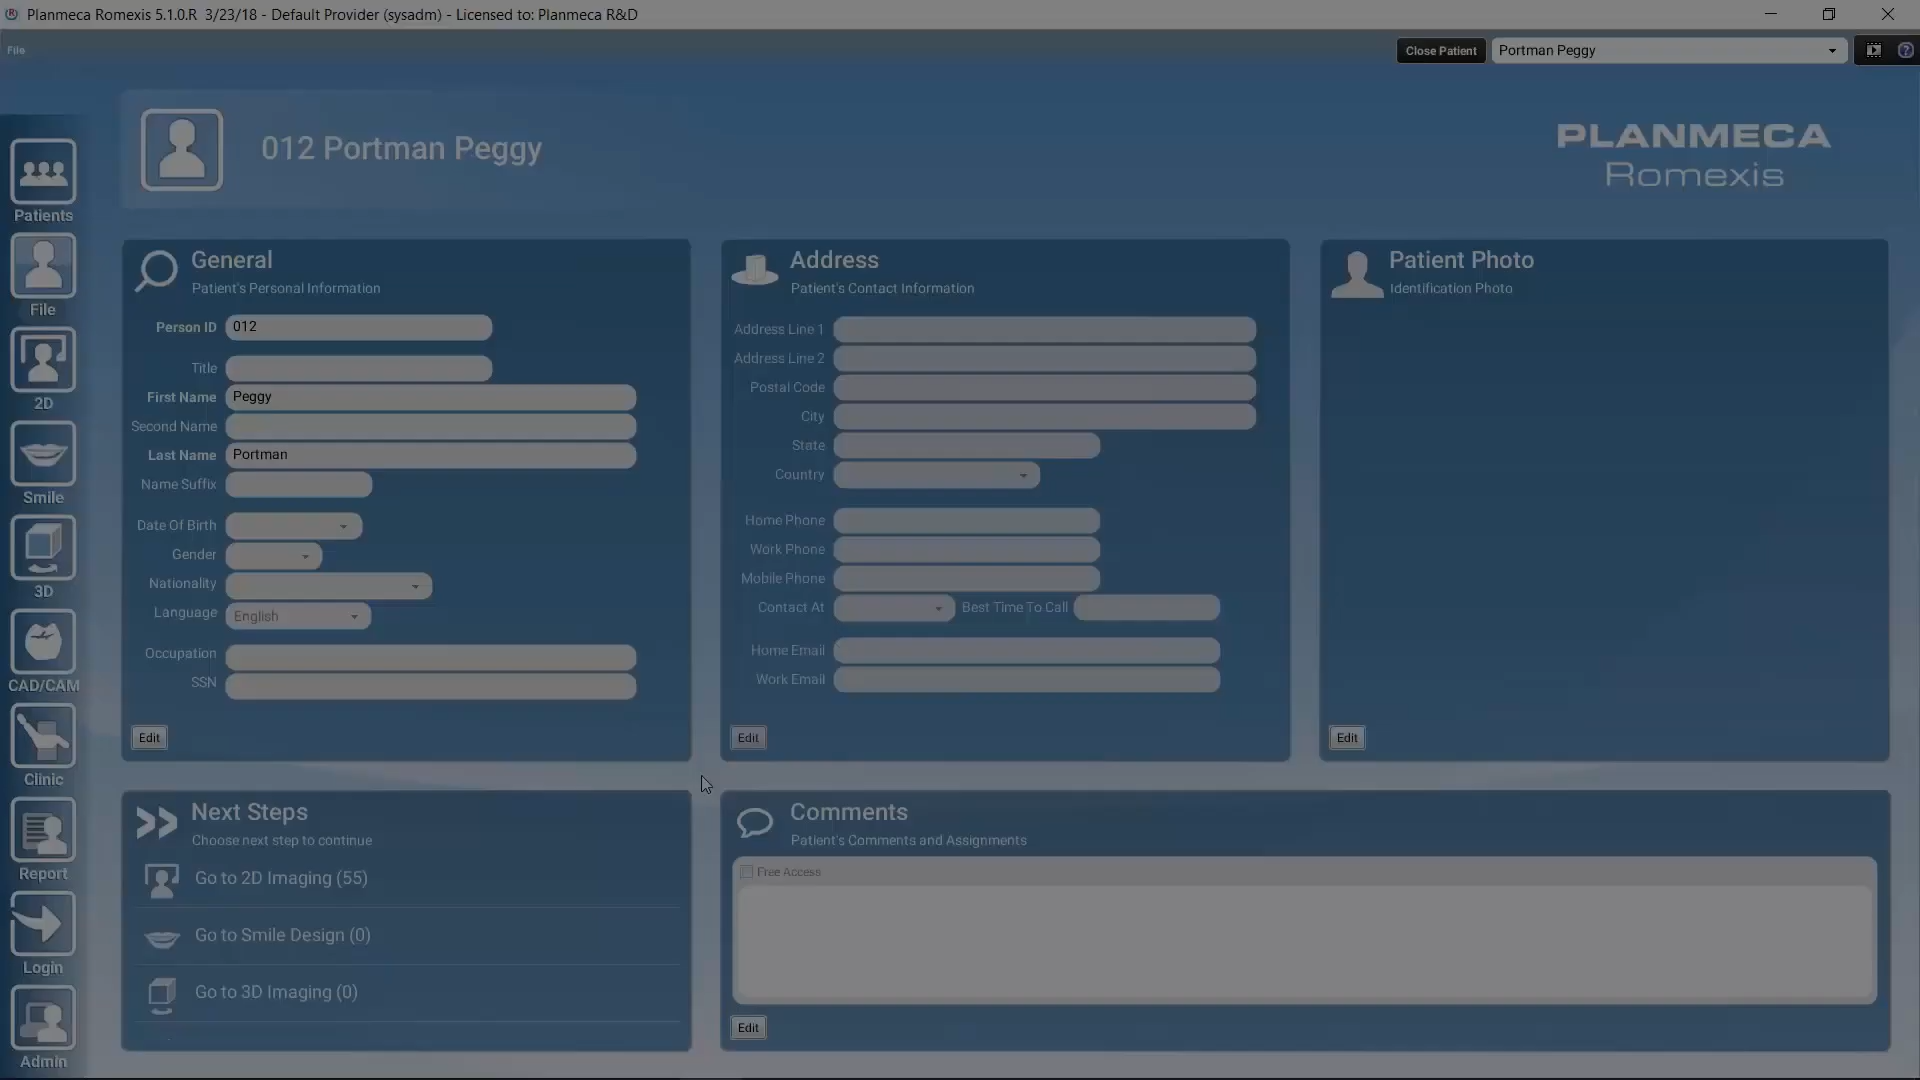 Planmeca Romexis 5.1.0.R 3/23/18 - Default Provider (sysadm) - Licensed to: Planmeca R&D
File
Close Patient
Portman Peggy
012 Portman Peggy
PLANMECA
Romexis
Patients
File
2D
Smile
3D
CAD/CAM
Clinic
Report
Login
Admin
General
Patient's Personal Information
Person ID 012
Title
First Name Peggy
Second Name
Last Name Portman
Name Suffix
Date Of Birth
Gender
Nationality
Language English
Occupation
SSN
Edit
Address
Patient's Contact Information
Address Line 1
Address Line 2
Postal Code
City
State
Country
Home Phone
Work Phone
Mobile Phone
Contact At Best Time To Call
Home Email
Work Email
Edit
Patient Photo
Identification Photo
Edit
Next Steps
Choose next step to continue
Go to 2D Imaging (55)
Go to Smile Design (0)
Go to 3D Imaging (0)
Comments
Patient's Comments and Assignments
Free Access
Edit